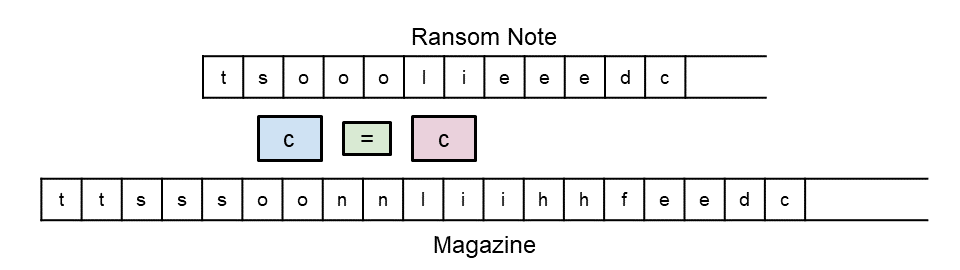 Ransom Note
t s o o o l i e e e d c
c = c
t t s s s o o n n l i i h h f e e d c
Magazine